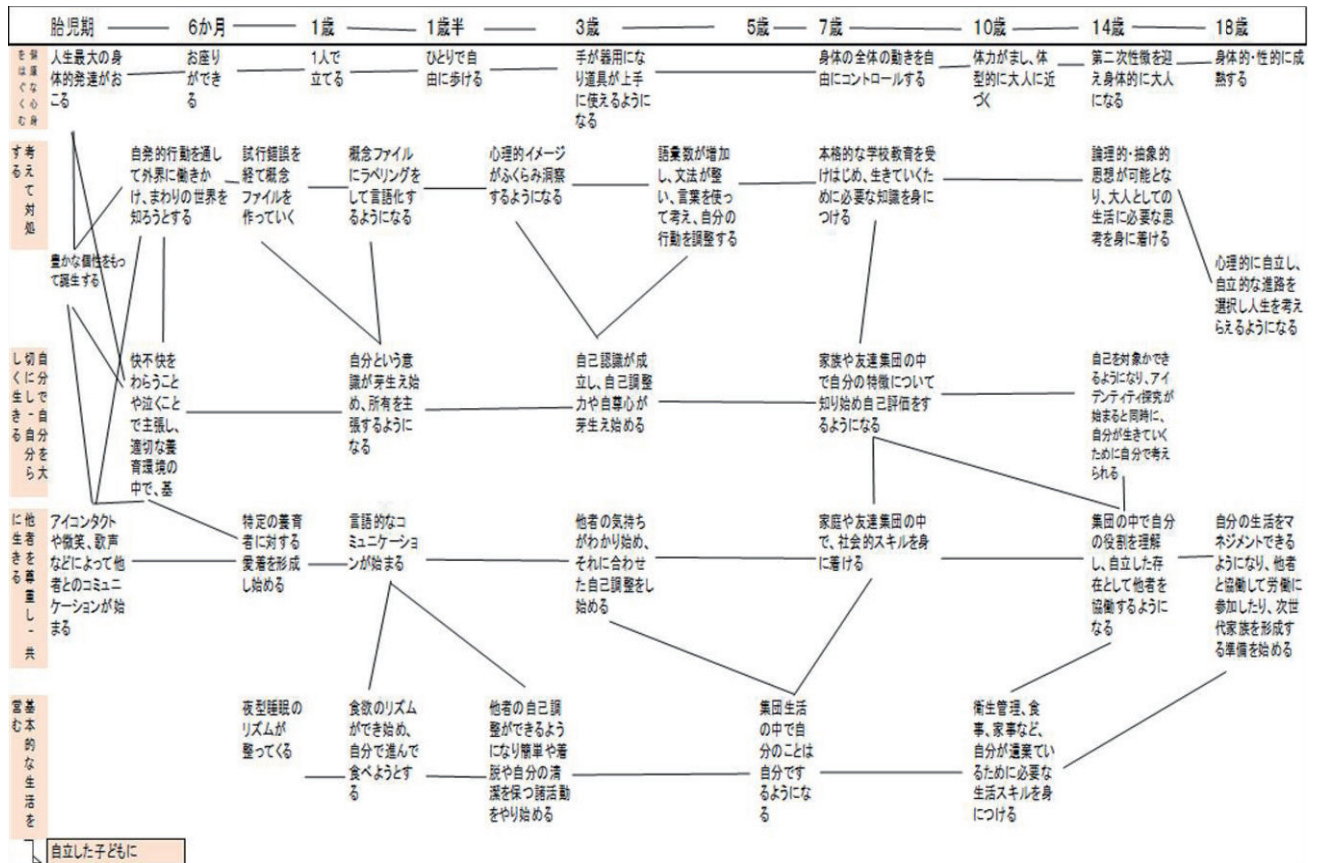 胎児期 6か月 1歳 1歳半 3歳 5歳 7歳 10歳 14歳 18歳
健康な心身
をはぐくむ
人生最大の身
体的発達がお
こる
お座り
ができ
る
1人で
立てる
ひとりで自
由に歩ける
手が器用にな
り道具が上手
に使えるように
なる
身体の全体の動きを自
由にコントロールする
体力がまし、体
型的に大人に近
づく
第二次性徴を迎
え身体的に大人
になる
身体的・性的に成
熟する
考えて対処
する
自発的行動を通し
て外界に働きか
け、まわりの世界を
知ろうとする
試行錯誤を
経て概念
ファイルを
作っていく
概念ファイル
にラベリングを
して言語化す
るようになる
心理的イメージ
がふくらみ洞察
するようになる
語彙数が増加
し、文法が整
い、言葉を使っ
て考え、自分の
行動を調整する
本格的な学校教育を受
けはじめ、生きていくた
めに必要な知識を身に
つける
論理的・抽象的
思想が可能とな
り、大人としての
生活に必要な思
考を身に着ける
豊かな個性をもっ
て誕生する
心理的に自立し、
自立的な進路を
選択し人生を考え
らえるようになる
自分で自分を大
切にし-自分ら
しく生きる
快不快を
わらうこと
や泣くこと
で主張し、
適切な養
育環境の
中で、基
自分という意
識が芽生え始
め、所有を主
張するように
なる
自己認識が成
立し、自己調整
力や自尊心が
芽生え始める
家族や友達集団の中
で自分の特徴について
知り始め自己評価をす
るようになる
自己を対象かでき
るようになり、アイ
デンティティ探究が
始まると同時に、
自分が生きていく
ために自分で考え
られる
他者を尊重し-共
に生きる
アイコンタクト
や微笑、歌声
などによって他
者とのコミュニ
ケーションが始
まる
特定の養育
者に対する
愛着を形成
し始める
言語的なコ
ミュニケーショ
ンが始まる
他者の気持ち
がわかり始め、
それに合わせ
た自己調整をし
始める
家庭や友達集団の中
で、社会的スキルを身
に着ける
集団の中で自分
の役割を理解
し、自立した存
在として他者を
協働するように
なる
自分の生活をマ
ネジメントできる
ようになり、他者
と協働して労働に
参加したり、次世
代家族を形成す
る準備を始める
基本的な生活を
営む
夜型睡眠の
リズムが
整ってくる
食欲のリズム
ができ始め、
自分で進んで
食べようとす
る
他者の自己調
整ができるよう
になり簡単や着
脱や自分の清
潔を保つ諸活動
をやり始める
集団生活
の中で自
分のことは
自分です
るようにな
る
衛生管理、食
事、家事など、
自分が遺棄てい
るために必要な
生活スキルを身
につける
自立した子どもに